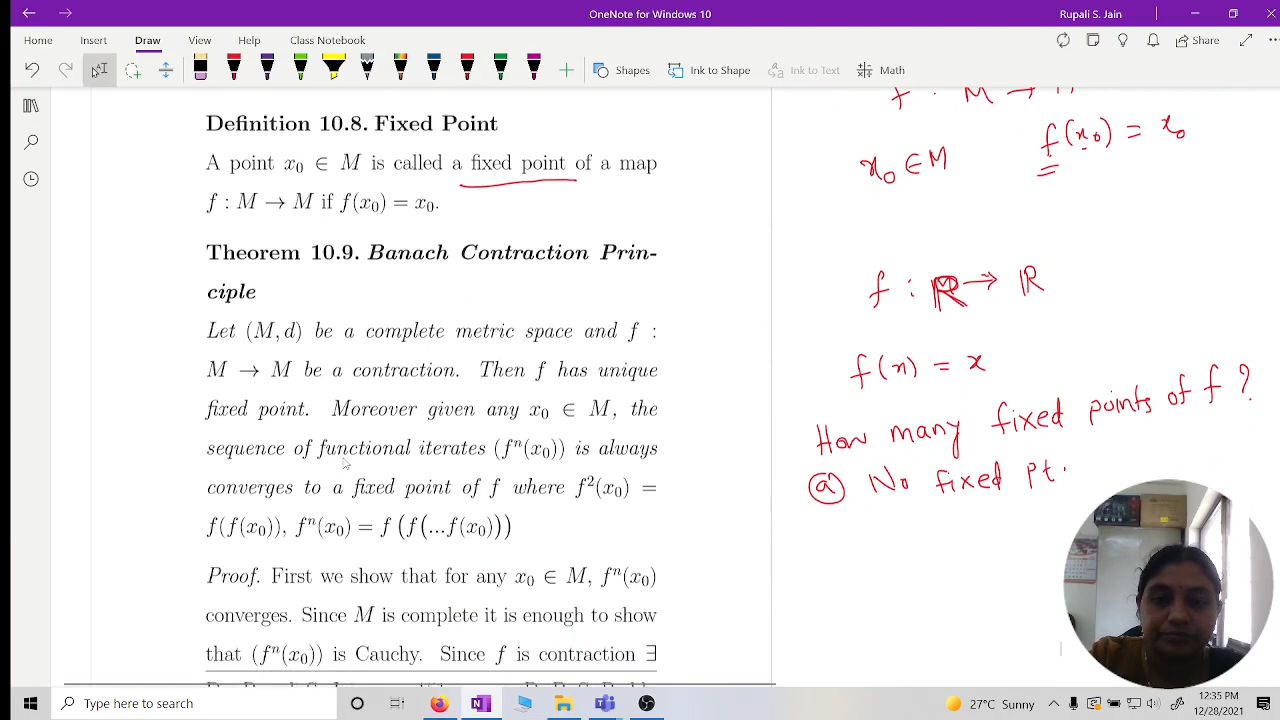 OneNote for Windows 10
Rupali S. Jain
Home Insert Draw View Help Class Notebook
Share
Shapes Ink to Shape Ink to Text Math
Definition 10.8. Fixed Point
A point x₀ ∈ M is called a fixed point of a map
f : M → M if f(x₀) = x₀.
Theorem 10.9. Banach Contraction Prin-
ciple
Let (M, d) be a complete metric space and f :
M → M be a contraction. Then f has unique
fixed point. Moreover given any x₀ ∈ M, the
sequence of functional iterates (fⁿ(x₀)) is always
converges to a fixed point of f where f²(x₀) =
f(f(x₀)), fⁿ(x₀) = f (f(...f(x₀)))
Proof. First we show that for any x₀ ∈ M, fⁿ(x₀)
converges. Since M is complete it is enough to show
that (fⁿ(x₀)) is Cauchy. Since f is contraction ∃
f : M →
x₀ ∈ M f(x₀) = x₀
f : ℝ → ℝ
f(x) = x
How many fixed points of f ?
(a) No fixed pt.
Type here to search
27°C Sunny
12:35 PM
12/28/2021